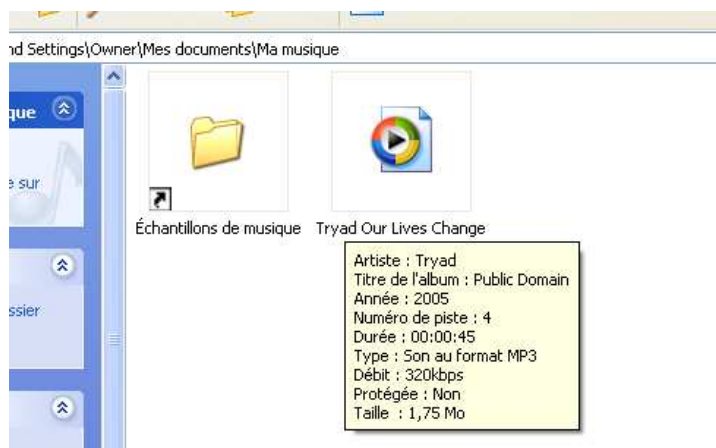 nd Settings\Owner\Mes documents\Ma musique
que
e sur
ssier
Échantillons de musique
Tryad Our Lives Change
Artiste : Tryad
Titre de l'album : Public Domain
Année : 2005
Numéro de piste : 4
Durée : 00:00:45
Type : Son au format MP3
Débit : 320kbps
Protégée : Non
Taille : 1,75 Mo